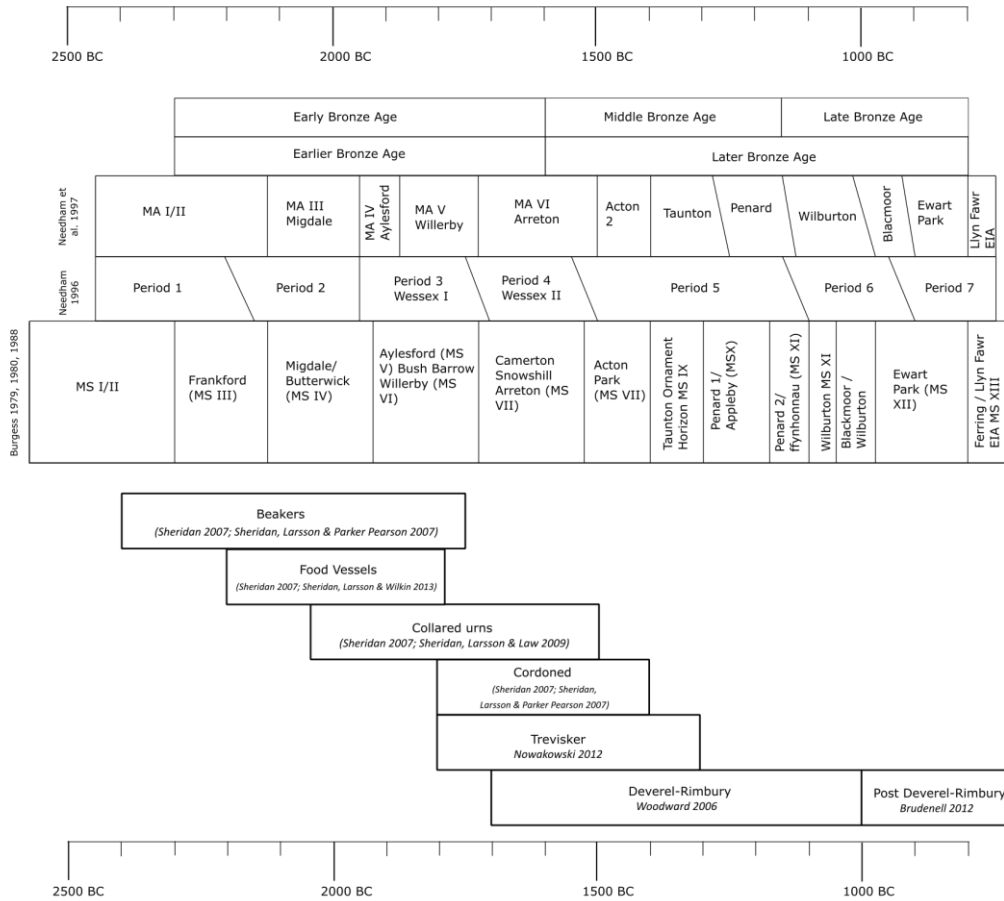 2500 BC
2000 BC
1500 BC
1000 BC
Early Bronze Age
Middle Bronze Age
Late Bronze Age
Earlier Bronze Age
Later Bronze Age
Needham et
al. 1997
MA I/II
MA III
Migdale
MA IV
Aylesford
MA V
Willerby
MA VI
Arreton
Acton
2
Taunton
Penard
Wilburton
Blacmoor
Ewart
Park
Llyn Fawr
EIA
Needham
1996
Period 1
Period 2
Period 3
Wessex I
Period 4
Wessex II
Period 5
Period 6
Period 7
Burgess 1979, 1980, 1988
MS I/II
Frankford
(MS III)
Migdale/
Butterwick
(MS IV)
Aylesford (MS
V) Bush Barrow
Willerby (MS
VI)
Camerton
Snowshill
Arreton (MS
VII)
Acton
Park
(MS VII)
Taunton Ornament
Horizon MS IX
Penard 1/
Appleby (MSX)
Penard 2/
ffynhonnau (MS XI)
Wilburton MS XI
Blackmoor /
Wilburton
Ewart
Park (MS
XII)
Ferring / Llyn Fawr
EIA MS XIII
Beakers
(Sheridan 2007; Sheridan, Larsson & Parker Pearson 2007)
Food Vessels
(Sheridan 2007; Sheridan, Larsson & Wilkin 2013)
Collared urns
(Sheridan 2007; Sheridan, Larsson & Law 2009)
Cordoned
(Sheridan 2007; Sheridan,
Larsson & Parker Pearson 2007)
Trevisker
Nowakowski 2012
Deverel-Rimbury
Woodward 2006
Post Deverel-Rimbury
Brudenell 2012
2500 BC
2000 BC
1500 BC
1000 BC